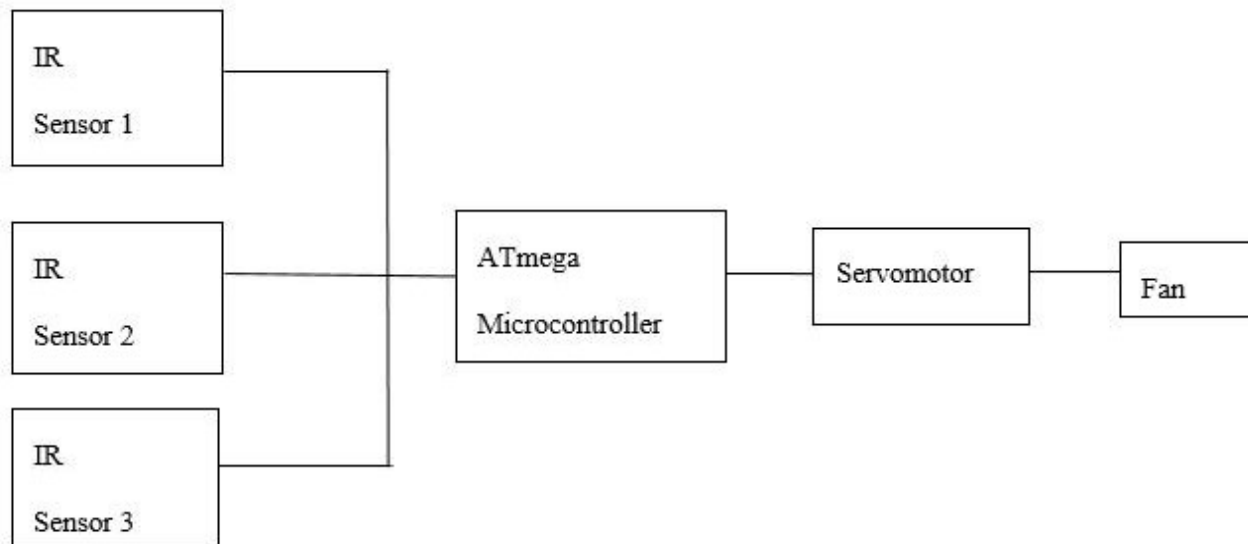 IR
Sensor 1
IR
Sensor 2
IR
Sensor 3
ATmega
Microcontroller
Servomotor
Fan